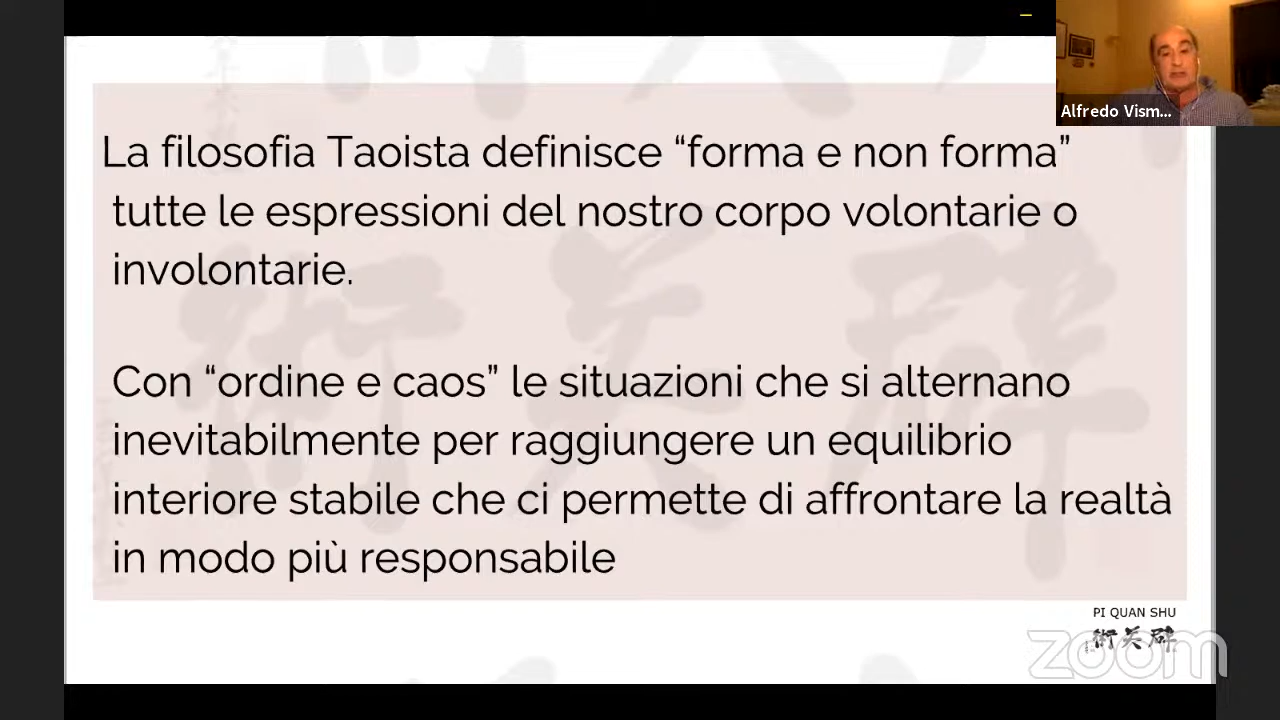 Alfredo Vism...
La filosofia Taoista definisce “forma e non forma”
tutte le espressioni del nostro corpo volontarie o
involontarie.
Con “ordine e caos” le situazioni che si alternano
inevitabilmente per raggiungere un equilibrio
interiore stabile che ci permette di affrontare la realtà
in modo più responsabile
PI QUAN SHU
zoom